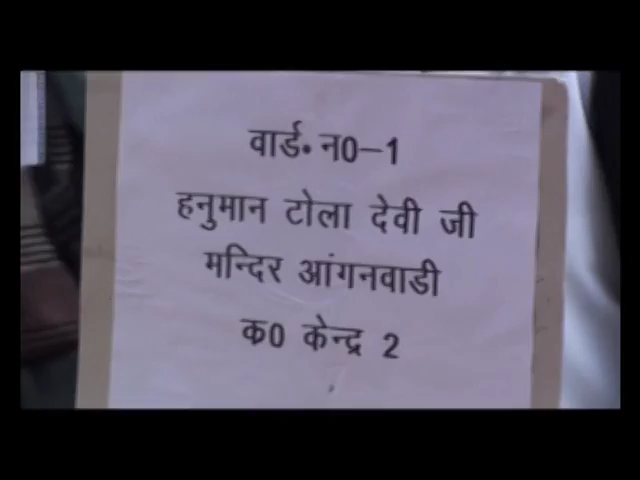 वार्ड. न0-1
हनुमान टोला देवी जी
मन्दिर आंगनवाडी
क0 केन्द्र 2